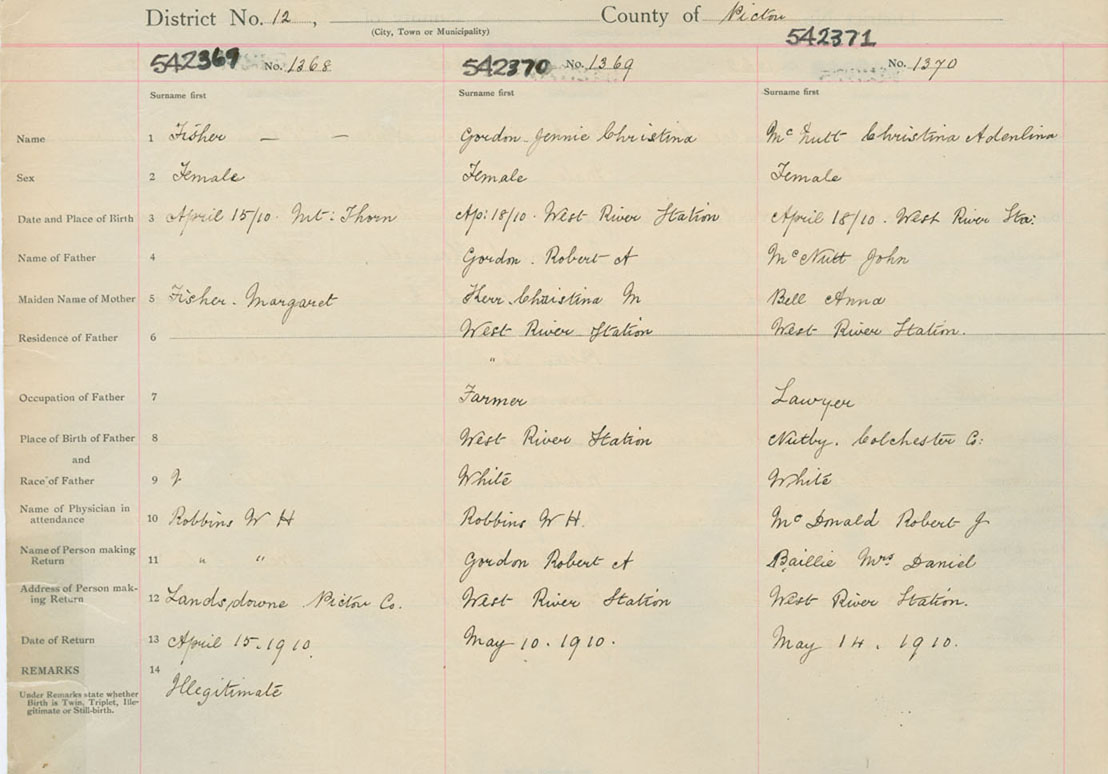 District No. 12, County of Pictou
(City, Town or Municipality)
542369 No. 1368 542370 No. 1369 542371 No. 1370
Surname first Surname first Surname first
Name 1 Fisher — — Gordon Jennie Christina McNutt Christina Adenlina
Sex 2 Female Female Female
Date and Place of Birth 3 April 15/10. Mt: Thorn Ap: 18/10. West River Station April 18/10. West River Sta:
Name of Father 4 Gordon. Robert A McNutt John
Maiden Name of Mother 5 Fisher. Margaret Kerr. Christina M Bell Anna
Residence of Father 6 West River Station West River Station.
"
Occupation of Father 7 Farmer Lawyer
Place of Birth of Father 8 West River Station Nutby. Colchester Co:
and
Race of Father 9 White White
Name of Physician in
attendance 10 Robbins W H Robbins W H. McDonald Robert J
Name of Person making
Return 11 " " Gordon Robert A Baillie Mrs Daniel
Address of Person mak-
ing Return 12 Landsdowne Pictou Co. West River Station West River Station.
Date of Return 13 April 15. 1910. May 10. 1910. May 14. 1910.
REMARKS 14
Illegitimate
Under Remarks state whether
Birth is Twin, Triplet, Ille-
gitimate or Still-birth.